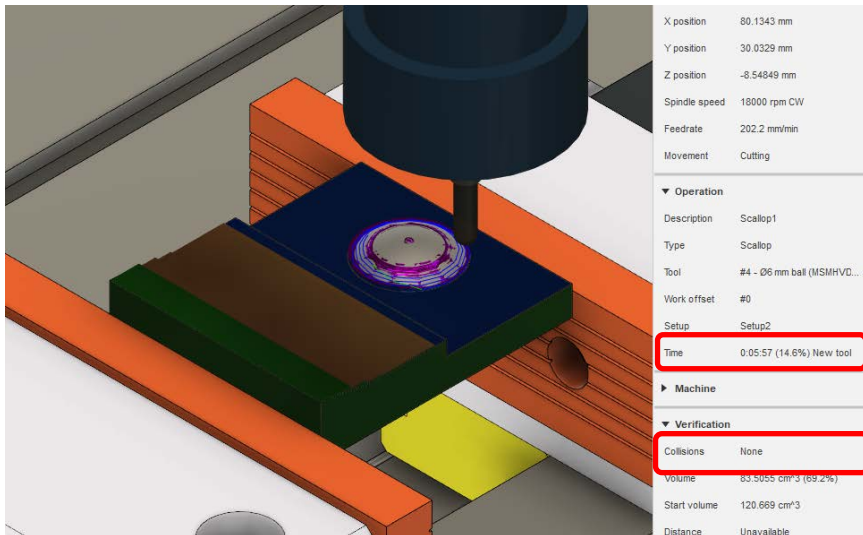 X position 80.1343 mm
Y position 30.0329 mm
Z position -8.54849 mm
Spindle speed 18000 rpm CW
Feedrate 202.2 mm/min
Movement Cutting
▼ Operation
Description Scallop1
Type Scallop
Tool #4 - Ø6 mm ball (MSMHVD...
Work offset #0
Setup Setup2
Time 0:05:57 (14.6%) New tool
▶ Machine
▼ Verification
Collisions None
Volume 83.5055 cm^3 (69.2%)
Start volume 120.669 cm^3
Distance Unavailable